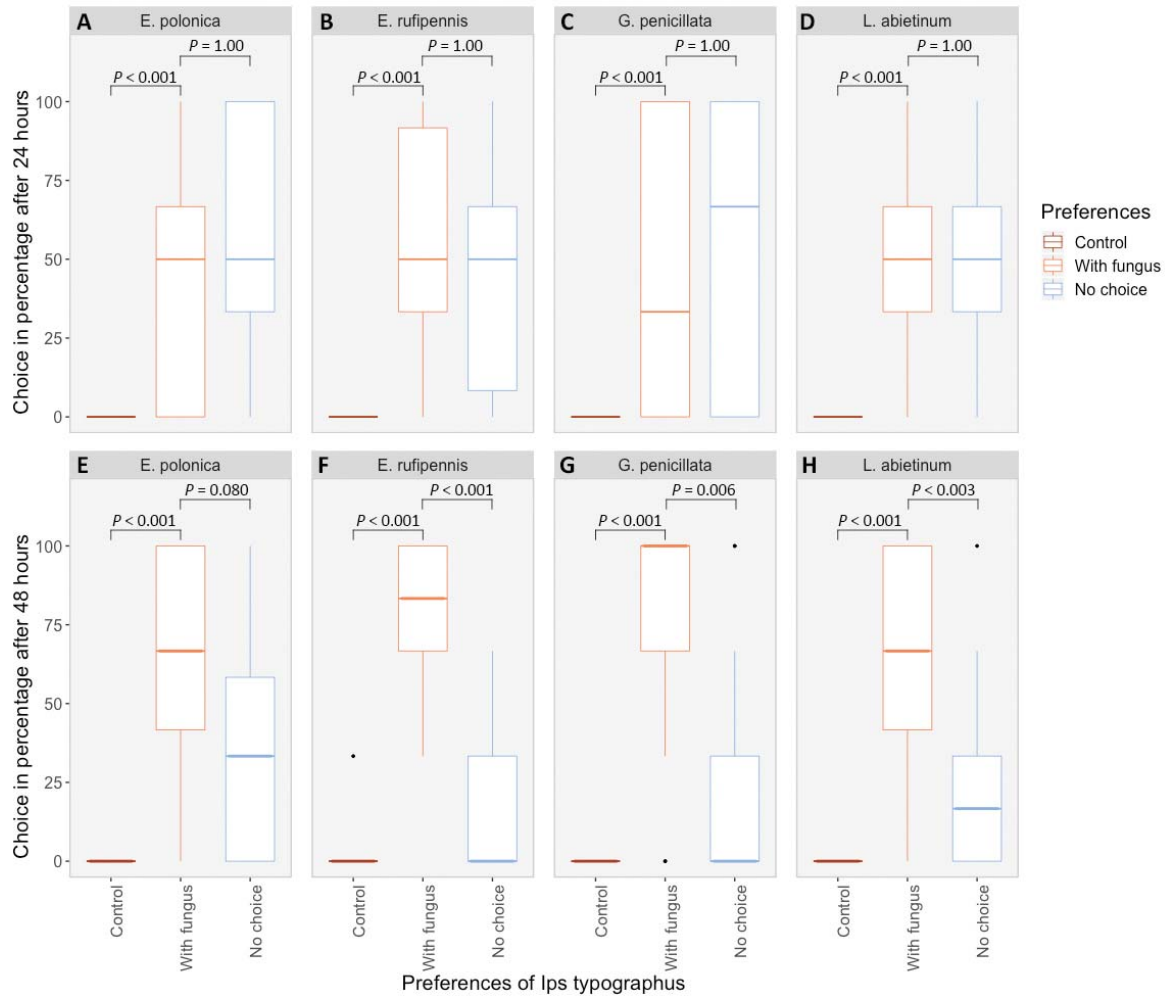 A E. polonica
B E. rufipennis
C G. penicillata
D L. abietinum
P = 1.00
P < 0.001
P = 1.00
P < 0.001
P = 1.00
P < 0.001
P = 1.00
P < 0.001
Choice in percentage after 24 hours
100
75
50
25
0
Preferences
Control
With fungus
No choice
E E. polonica
F E. rufipennis
G G. penicillata
H L. abietinum
P = 0.080
P < 0.001
P < 0.001
P < 0.001
P = 0.006
P < 0.001
P < 0.003
P < 0.001
Choice in percentage after 48 hours
100
75
50
25
0
Control
With fungus
No choice
Control
With fungus
No choice
Control
With fungus
No choice
Control
With fungus
No choice
Preferences of Ips typographus